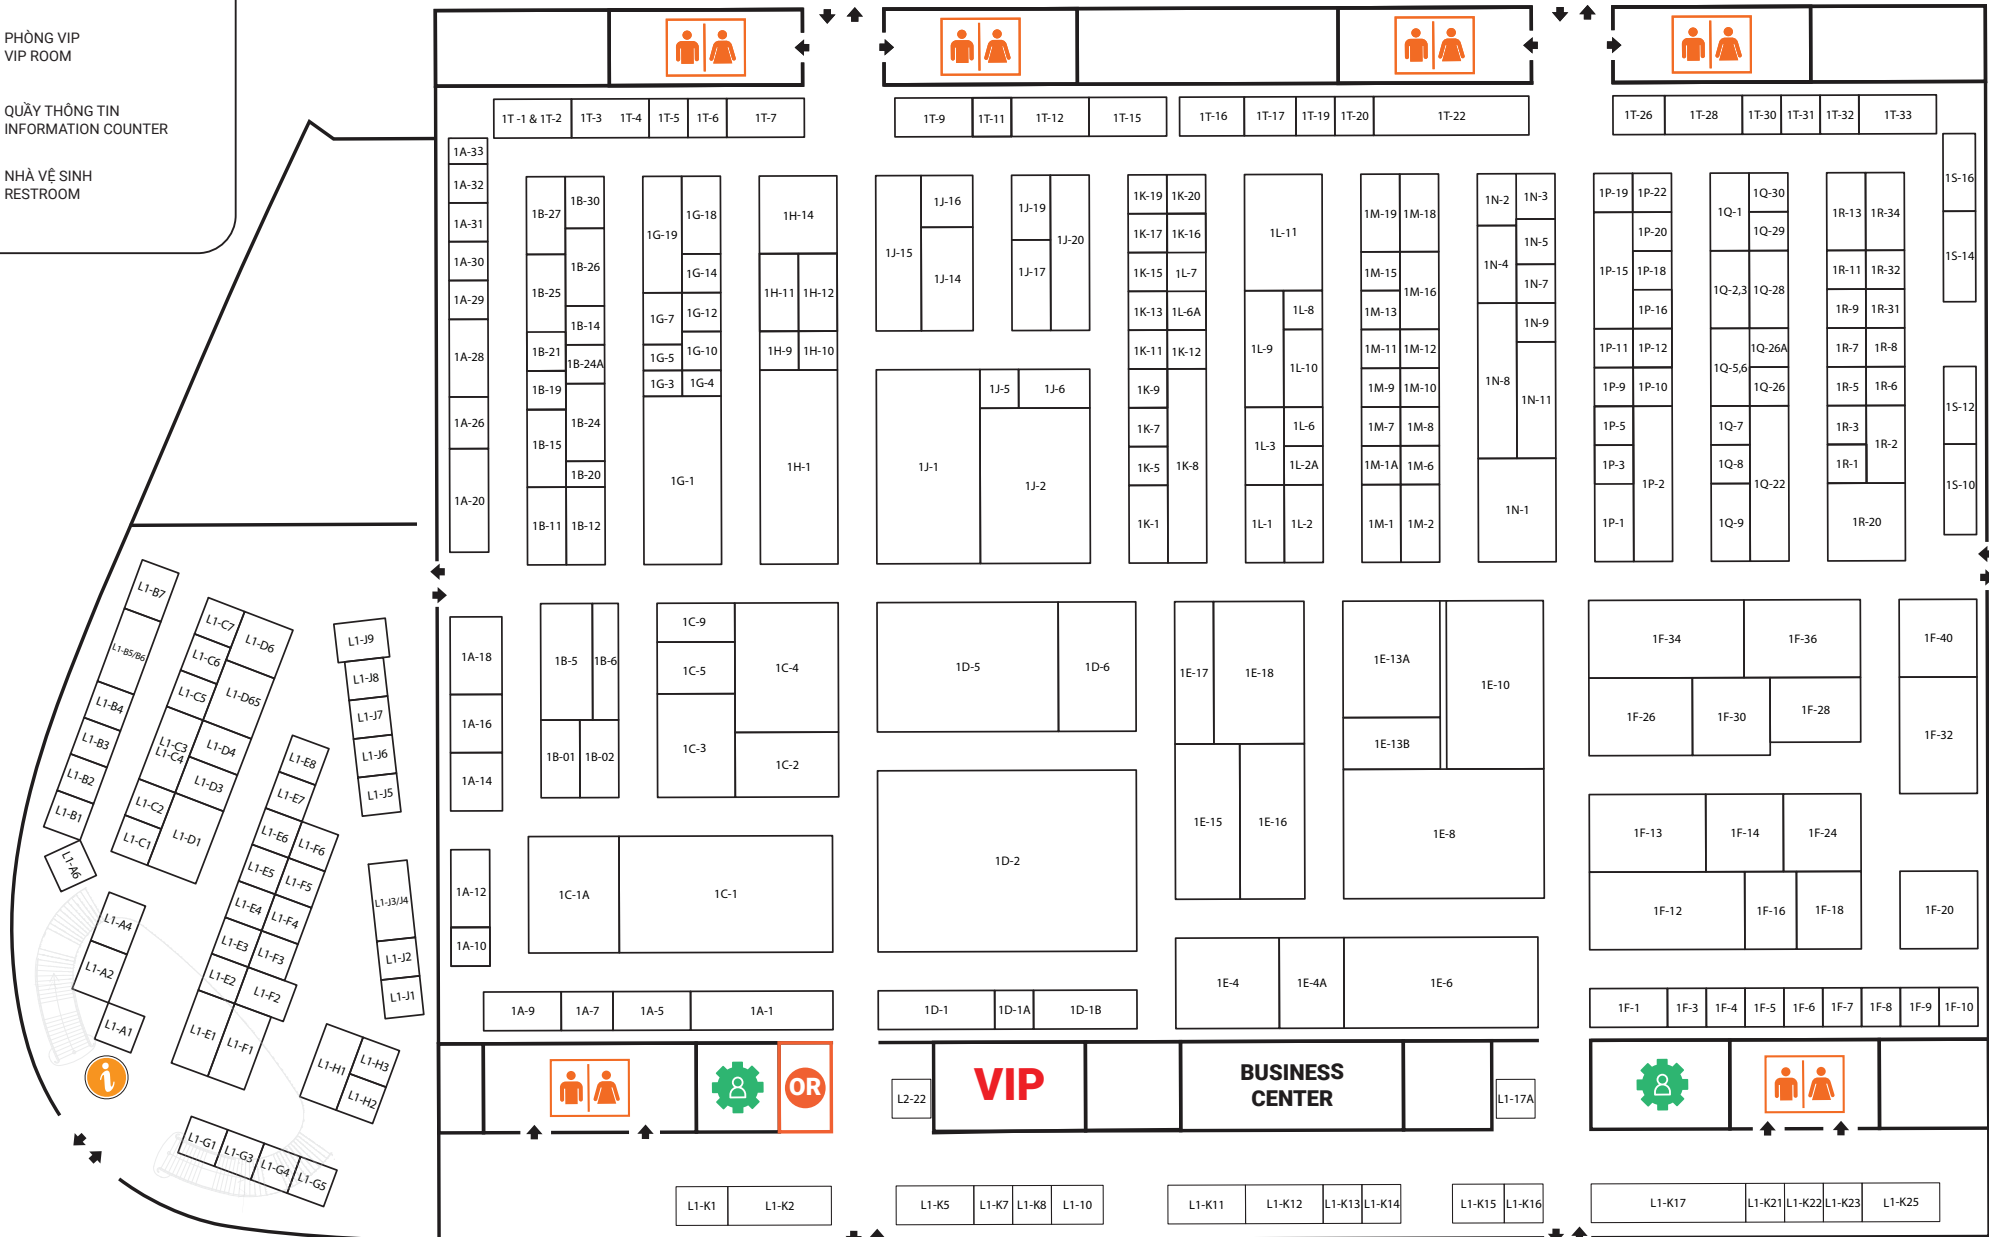 PHÒNG VIP
VIP ROOM
QUẦY THÔNG TIN
INFORMATION COUNTER
NHÀ VỆ SINH
RESTROOM
1T -1 & 1T-2 1T-3 1T-4 1T-5 1T-6 1T-7
1T-9 1T-11 1T-12 1T-15
1T-16 1T-17 1T-19 1T-20 1T-22
1T-26 1T-28 1T-30 1T-31 1T-32 1T-33
1A-33
1A-32
1A-31
1A-30
1A-29
1A-28
1A-26
1A-20
1B-27 1B-30
1B-26
1B-25
1B-14
1B-21
1B-24A
1B-19
1B-24
1B-15
1B-20
1B-11 1B-12
1G-19 1G-18
1G-14
1G-7 1G-12
1G-5 1G-10
1G-3 1G-4
1G-1
1H-14
1H-11 1H-12
1H-9 1H-10
1H-1
1J-15 1J-16
1J-14
1J-19 1J-20
1J-17
1J-5 1J-6
1J-1
1J-2
1K-19 1K-20
1K-17 1K-16
1K-15 1L-7
1K-13 1L-6A
1K-11 1K-12
1K-9
1K-7
1K-5 1K-8
1K-1
1L-11
1L-8
1L-9
1L-10
1L-6
1L-3
1L-2A
1L-1 1L-2
1M-19 1M-18
1M-15
1M-16
1M-13
1M-11 1M-12
1M-9 1M-10
1M-7 1M-8
1M-1A 1M-6
1M-1 1M-2
1N-2 1N-3
1N-5
1N-4
1N-7
1N-9
1N-8
1N-11
1N-1
1P-19 1P-22
1P-20
1P-15 1P-18
1P-16
1P-11 1P-12
1P-9 1P-10
1P-5
1P-3
1P-2
1P-1
1Q-1 1Q-30
1Q-29
1Q-2,3 1Q-28
1Q-26A
1Q-5,6
1Q-26
1Q-7
1Q-8
1Q-22
1Q-9
1R-13 1R-34
1R-11 1R-32
1R-9 1R-31
1R-7 1R-8
1R-5 1R-6
1R-3
1R-2
1R-1
1R-20
1S-16
1S-14
1S-12
1S-10
L1-B7
L1-B5/B6
L1-B4
L1-B3
L1-B2
L1-B1
L1-C7 L1-D6
L1-C6
L1-C5 L1-D65
L1-C3
L1-C4
L1-D4
L1-D3
L1-C2
L1-C1 L1-D1
L1-E8
L1-E7
L1-E6 L1-F6
L1-E5 L1-F5
L1-E4 L1-F4
L1-E3 L1-F3
L1-E2 L1-F2
L1-E1 L1-F1
L1-J9
L1-J8
L1-J7
L1-J6
L1-J5
L1-J3/J4
L1-J2
L1-J1
L1-A6
L1-A4
L1-A2
L1-A1
i
L1-H1 L1-H3
L1-H2
L1-G1 L1-G3 L1-G4 L1-G5
1A-18
1A-16
1A-14
1A-12
1A-10
1B-5 1B-6
1B-01 1B-02
1C-9
1C-5 1C-4
1C-3
1C-2
1C-1A 1C-1
1D-5 1D-6
1D-2
1E-17 1E-18
1E-15 1E-16
1E-13A 1E-10
1E-13B
1E-8
1E-4 1E-4A 1E-6
1F-34 1F-36 1F-40
1F-26 1F-30 1F-28
1F-32
1F-13 1F-14 1F-24
1F-12 1F-16 1F-18 1F-20
1A-9 1A-7 1A-5 1A-1
1D-1 1D-1A 1D-1B
1F-1 1F-3 1F-4 1F-5 1F-6 1F-7 1F-8 1F-9 1F-10
OR
L2-22
VIP
BUSINESS
CENTER
L1-17A
L1-K1 L1-K2
L1-K5 L1-K7 L1-K8 L1-10
L1-K11 L1-K12 L1-K13 L1-K14
L1-K15 L1-K16
L1-K17 L1-K21 L1-K22 L1-K23 L1-K25